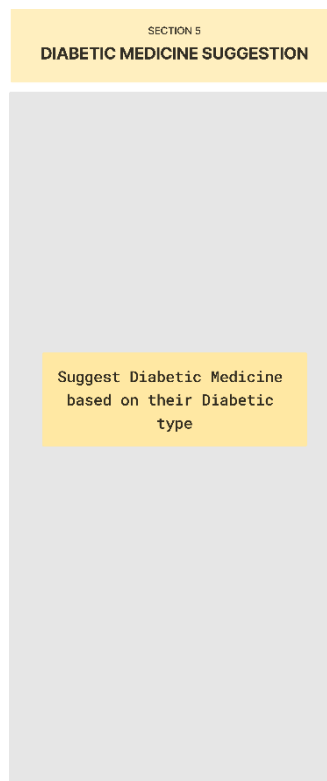 SECTION 5
DIABETIC MEDICINE SUGGESTION
Suggest Diabetic Medicine
based on their Diabetic
type